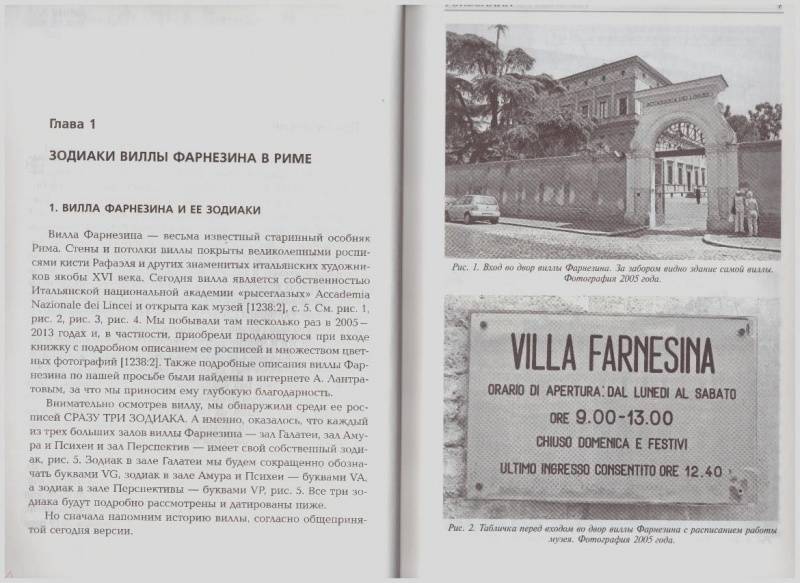 Глава 1
ЗОДИАКИ ВИЛЛЫ ФАРНЕЗИНА В РИМЕ
1. ВИЛЛА ФАРНЕЗИНА И ЕЕ ЗОДИАКИ
Вилла Фарнезина — весьма известный старинный особняк
Рима. Стены и потолки виллы покрыты великолепными роспи-
сями кисти Рафаэля и других знаменитых итальянских художни-
ков якобы XVI века. Сегодня вилла является собственностью
Итальянской национальной академии «рысеглазых» Accademia
Nazionale dei Lincei и открыта как музей [1238:2], с. 5. См. рис. 1,
рис. 2, рис. 3, рис. 4. Мы побывали там несколько раз в 2005–
2013 годах и, в частности, приобрели продающуюся при входе
книжку с подробном описанием ее росписей и множеством цвет-
ных фотографий [1238:2]. Также подробные описания виллы Фар-
незина по нашей просьбе были найдены в интернете А. Лантра-
товым, за что мы приносим ему глубокую благодарность.
Внимательно осмотрев виллу, мы обнаружили среди ее рос-
писей СРАЗУ ТРИ ЗОДИАКА. А именно, оказалось, что каждый
из трех больших залов виллы Фарнезина — зал Галатеи, зал Аму-
ра и Психеи и зал Перспектив — имеет свой собственный зоди-
ак, рис. 5. Зодиак в зале Галатеи мы будем сокращенно обозна-
чать буквами VG, зодиак в зале Амура и Психеи — буквами VA,
а зодиак в зале Перспективы — буквами VP, рис. 5. Все три зо-
диака будут подробно рассмотрены и датированы ниже.
Но сначала напомним историю виллы, согласно общеприня-
той сегодня версии.
ACCADEMIA DEI LINCEI
Рис. 1. Вход во двор виллы Фарнезина. За забором видно здание самой виллы.
Фотография 2005 года.
VILLA FARNESINA
ORARIO DI APERTURA: DAL LUNEDI AL SABATO
ORE 9.00-13.00
CHIUSO DOMENICA E FESTIVI
ULTIMO INGRESSO CONSENTITO ORE 12.40
Рис. 2. Табличка перед входом во двор виллы Фарнезина с расписанием работы
музея. Фотография 2005 года.